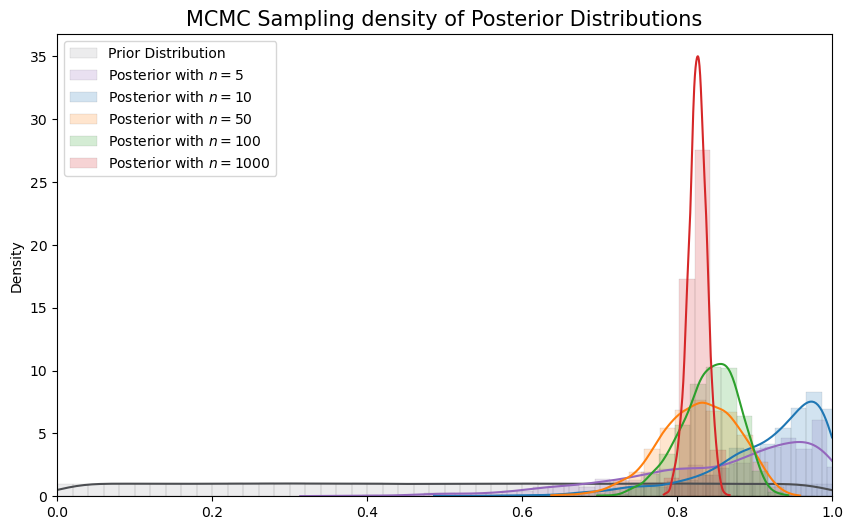 MCMC Sampling density of Posterior Distributions
Prior Distribution
Posterior with n = 5
Posterior with n = 10
Posterior with n = 50
Posterior with n = 100
Posterior with n = 1000
Density
35
30
25
20
15
10
5
0
0.0 0.2 0.4 0.6 0.8 1.0